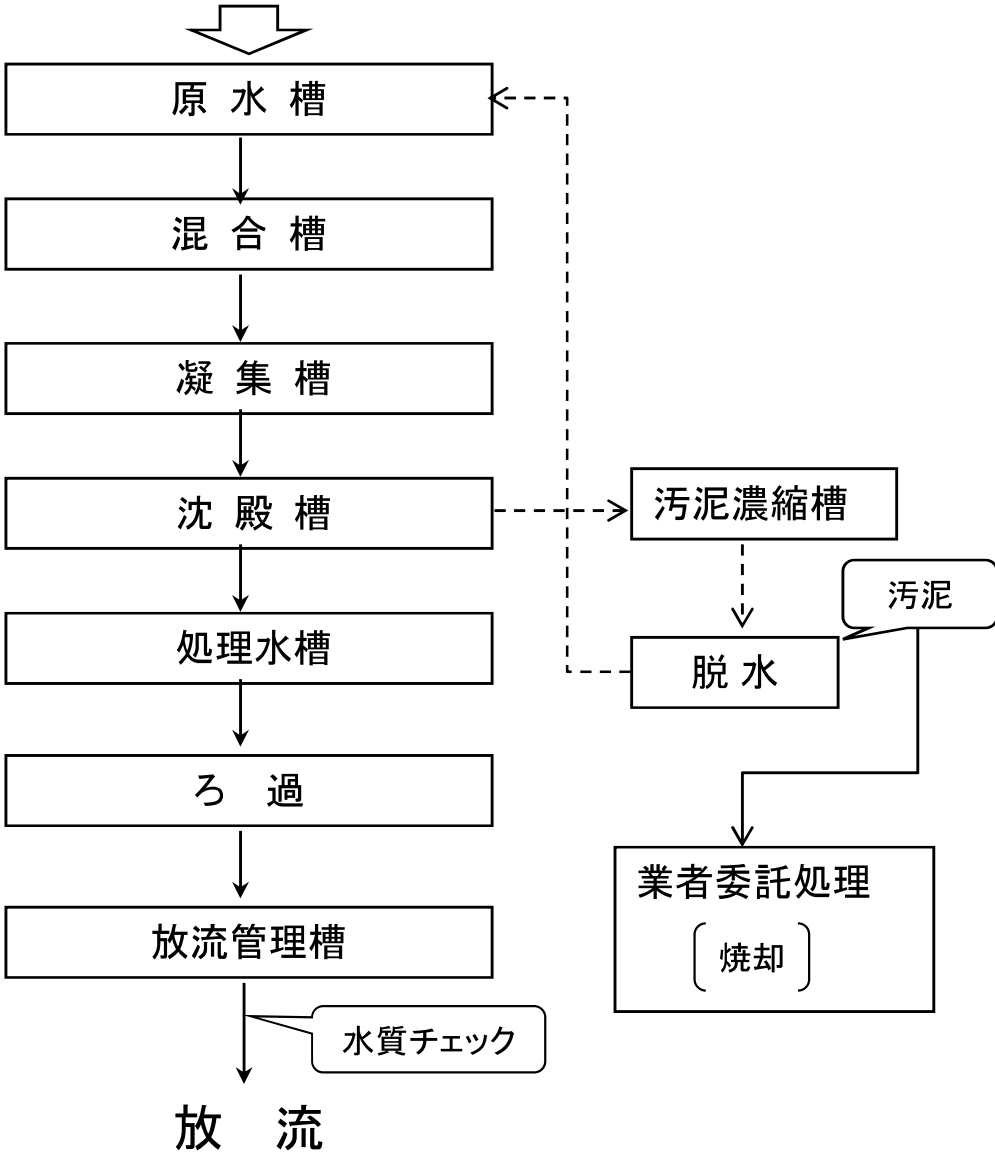 原水槽
混合槽
凝集槽
沈殿槽
処理水槽
ろ過
放流管理槽
水質チェック
放流
汚泥濃縮槽
汚泥
脱水
業者委託処理
〔焼却〕